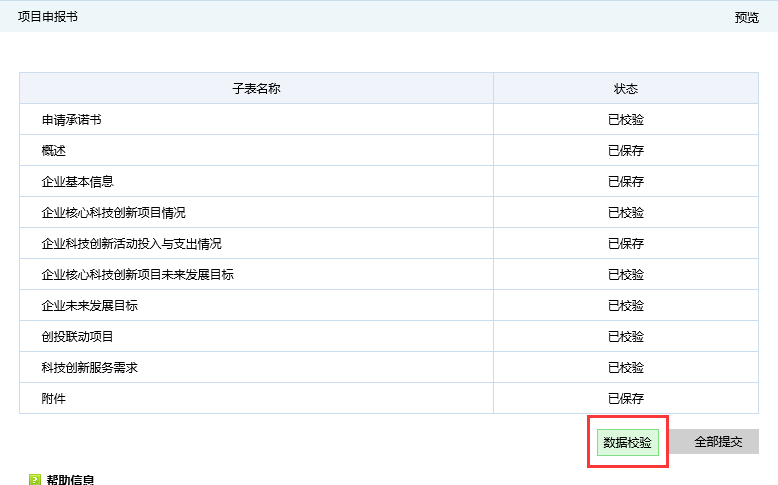 项目申报书 预览
子表名称 状态
申请承诺书 已校验
概述 已保存
企业基本信息 已保存
企业核心科技创新项目情况 已校验
企业科技创新活动投入与支出情况 已保存
企业核心科技创新项目未来发展目标 已校验
企业未来发展目标 已校验
创投联动项目 已校验
科技创新服务需求 已校验
附件 已保存
数据校验 全部提交
? 帮助信息